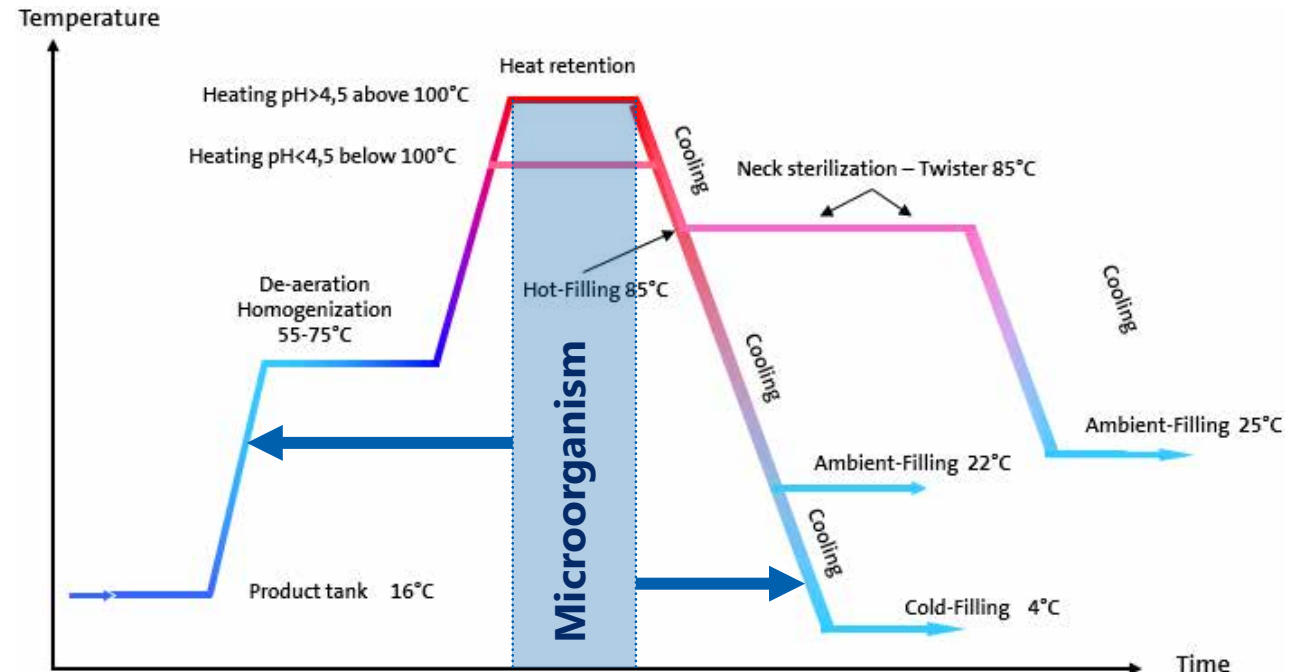 Temperature
Heat retention
Heating pH>4,5 above 100°C
Heating pH<4,5 below 100°C
Cooling
Neck sterilization – Twister 85°C
De-aeration
Homogenization
55-75°C
Hot-Filling 85°C
Cooling
Cooling
Microorganism
Ambient-Filling 25°C
Ambient-Filling 22°C
Cooling
Product tank 16°C
Cold-Filling 4°C
Time